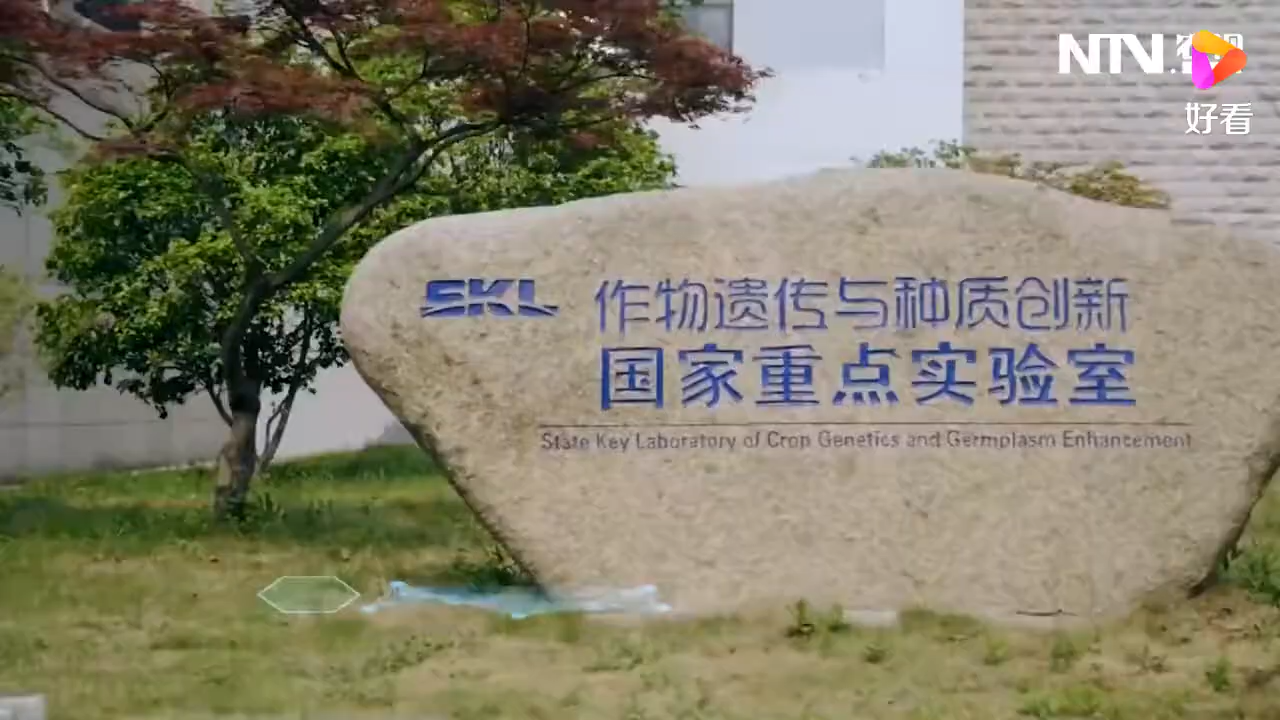 NTV.
好看
SKL 作物遗传与种质创新
国家重点实验室
State Key Laboratory of Crop Genetics and Germplasm Enhancement